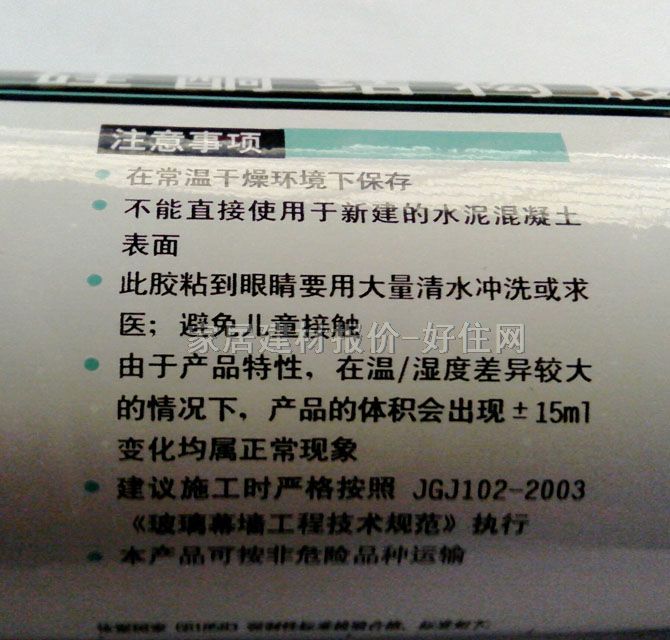 硅酮结构胶
注意事项
在常温干燥环境下保存
不能直接使用于新建的水泥混凝土
表面
此胶粘到眼睛要用大量清水冲洗或求
医；避免儿童接触
家居建材报价-好住网
由于产品特性，在温/湿度差异较大
的情况下，产品的体积会出现±15ml
变化均属正常现象
建议施工时严格按照 JGJ102-2003
《玻璃幕墙工程技术规范》执行
本产品可按非危险品种运输